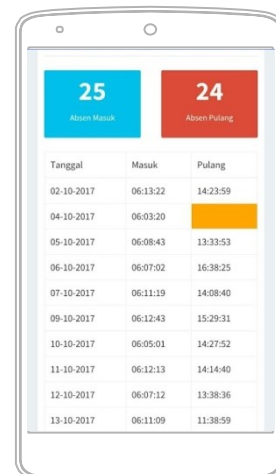 25
Absen Masuk
24
Absen Pulang
Tanggal Masuk Pulang
02-10-2017 06:13:22 14:23:59
04-10-2017 06:03:20
05-10-2017 06:08:43 13:33:53
06-10-2017 06:07:02 16:38:25
07-10-2017 06:11:19 14:08:40
09-10-2017 06:12:43 15:29:31
10-10-2017 06:05:01 14:27:52
11-10-2017 06:12:13 14:14:40
12-10-2017 06:07:12 13:38:36
13-10-2017 06:11:09 11:38:59